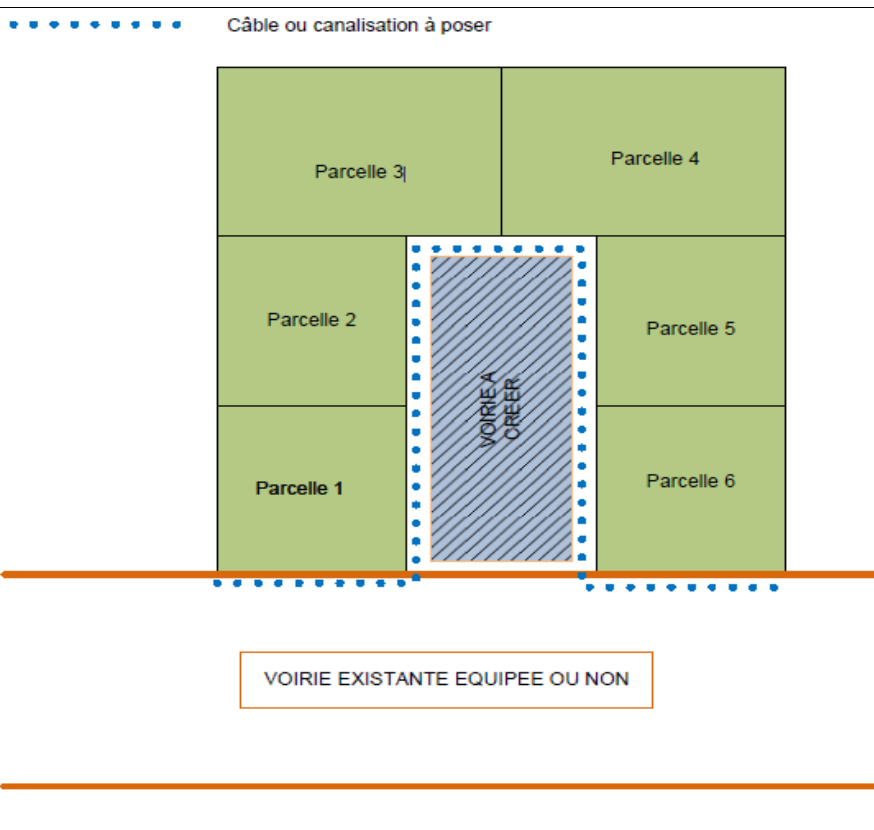 Câble ou canalisation à poser
Parcelle 3
Parcelle 4
Parcelle 2
Parcelle 5
VOIRIE A
CREER
Parcelle 1
Parcelle 6
VOIRIE EXISTANTE EQUIPEE OU NON